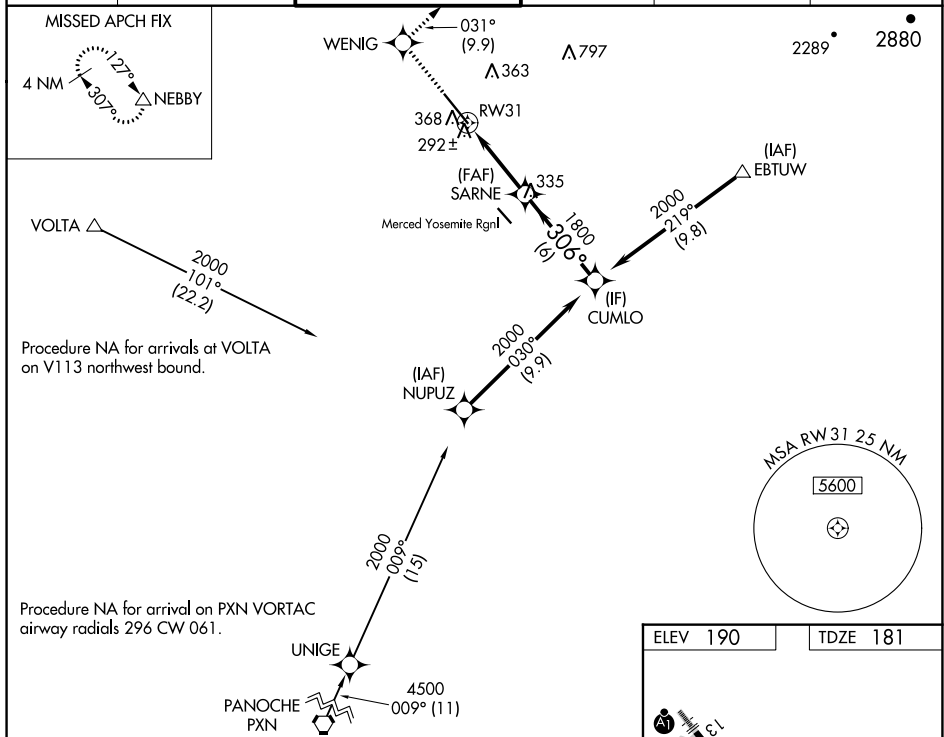 MISSED APCH FIX
4 NM
127°
307°
NEBBY
WENIG
031°
(9.9)
363
797
2289
2880
368
292±
RW31
(FAF)
SARNE
335
Merced Yosemite Rgnl
(IAF)
EBTUW
2000
219°
(9.8)
1800
306°
(6)
(IF)
CUMLO
VOLTA
2000
101°
(22.2)
Procedure NA for arrivals at VOLTA
on V113 northwest bound.
2000
030°
(9.9)
(IAF)
NUPUZ
MSA RW31 25 NM
5600
2000
009°
(15)
Procedure NA for arrival on PXN VORTAC
airway radials 296 CW 061.
UNIGE
PANOCHE
PXN
4500
009° (11)
ELEV 190
TDZE 181
A1
13